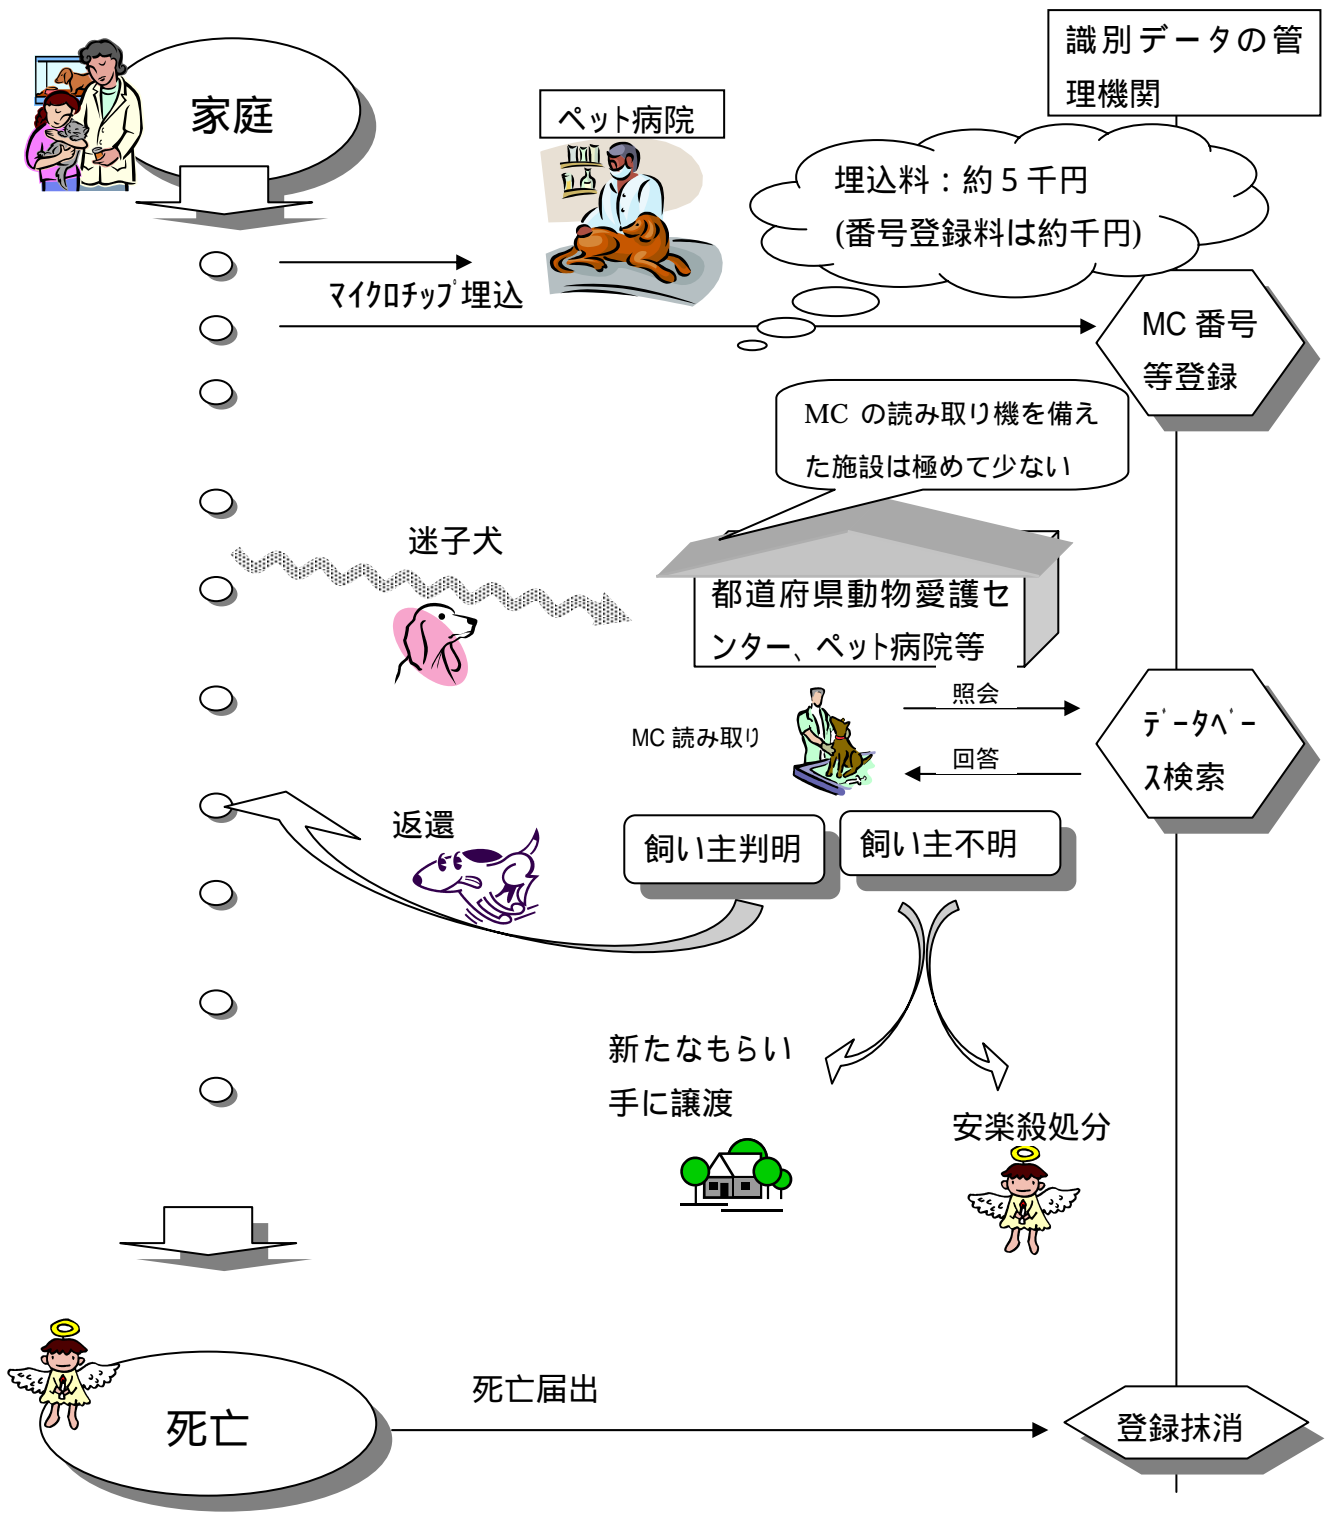 識別データの管
理機関
家庭
ペット病院
埋込料：約５千円
(番号登録料は約千円)
ﾏｲｸﾛﾁｯﾌﾟ埋込
MC 番号
等登録
MC の読み取り機を備え
た施設は極めて少ない
迷子犬
都道府県動物愛護セ
ンター、ペット病院等
照会
MC 読み取り
回答
ﾃﾞｰﾀﾍﾞｰ
ｽ検索
返還
飼い主判明
飼い主不明
新たなもらい
手に譲渡
安楽殺処分
死亡届出
死亡
登録抹消